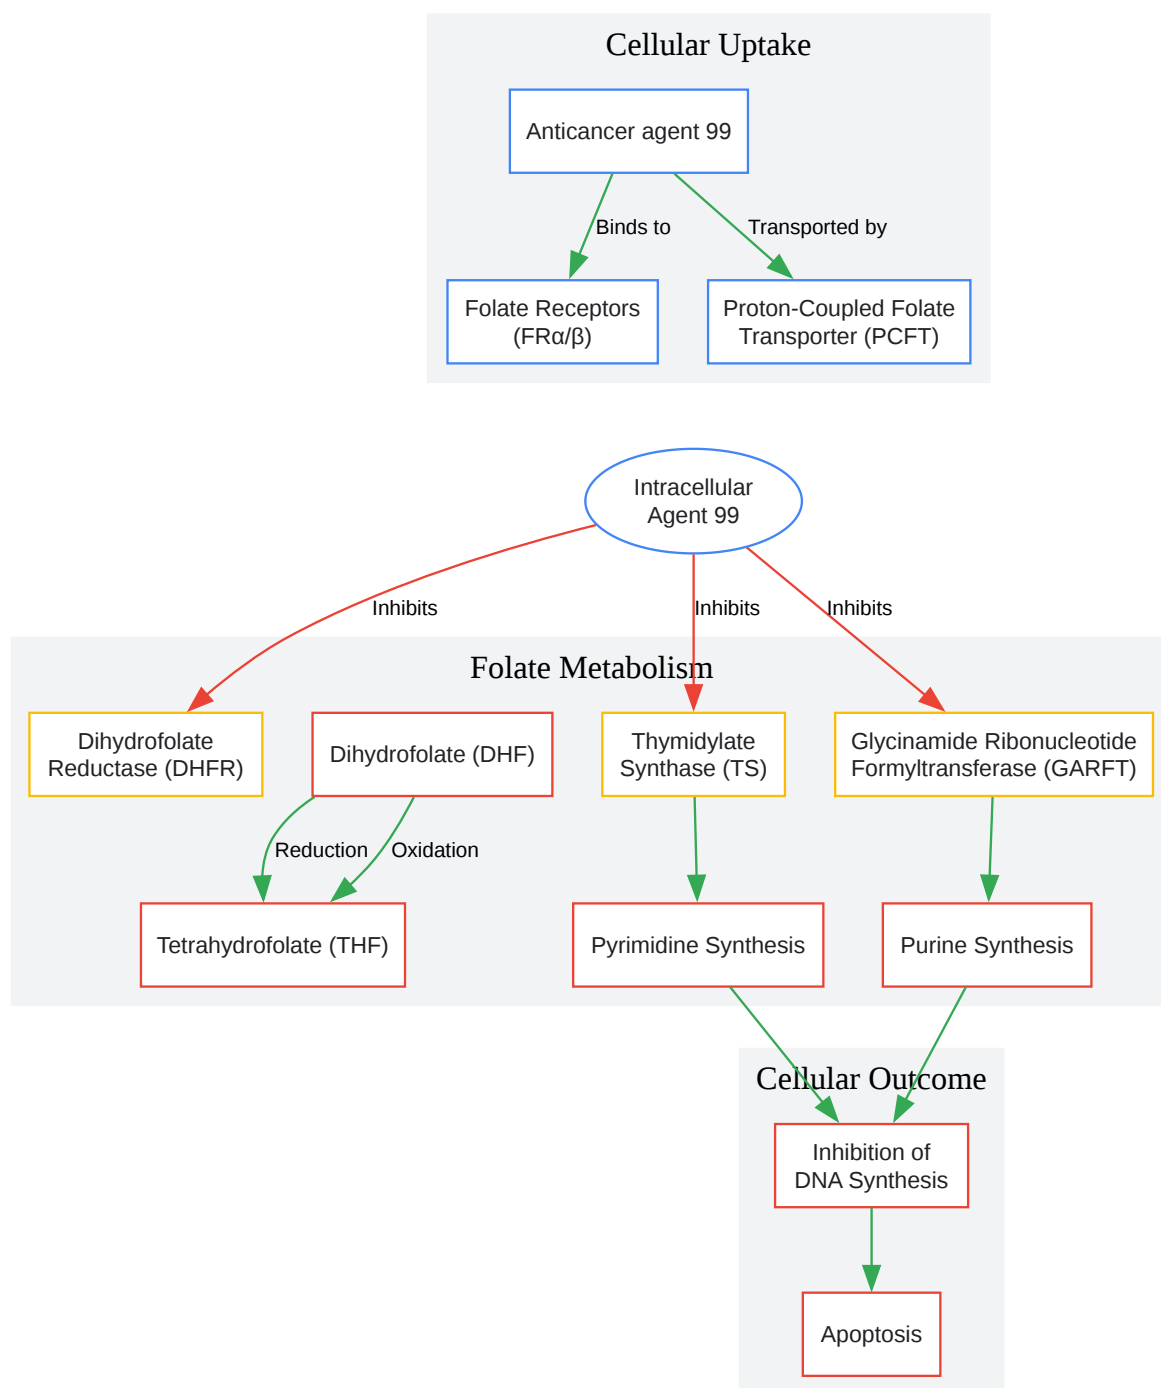 Cellular Uptake
Anticancer agent 99
Binds to
Transported by
Folate Receptors
(FRα/β)
Proton-Coupled Folate
Transporter (PCFT)
Intracellular
Agent 99
Inhibits
Inhibits
Inhibits
Folate Metabolism
Dihydrofolate
Reductase (DHFR)
Dihydrofolate (DHF)
Thymidylate
Synthase (TS)
Glycinamide Ribonucleotide
Formyltransferase (GARFT)
Reduction
Oxidation
Tetrahydrofolate (THF)
Pyrimidine Synthesis
Purine Synthesis
Cellular Outcome
Inhibition of
DNA Synthesis
Apoptosis